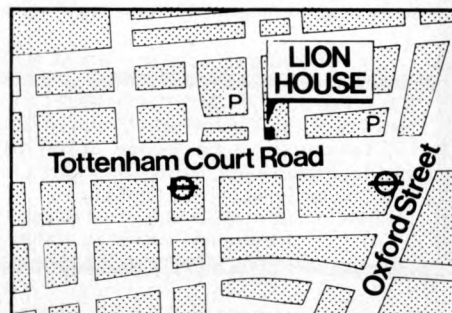 LION
HOUSE
P
P
Tottenham Court Road
Oxford Street